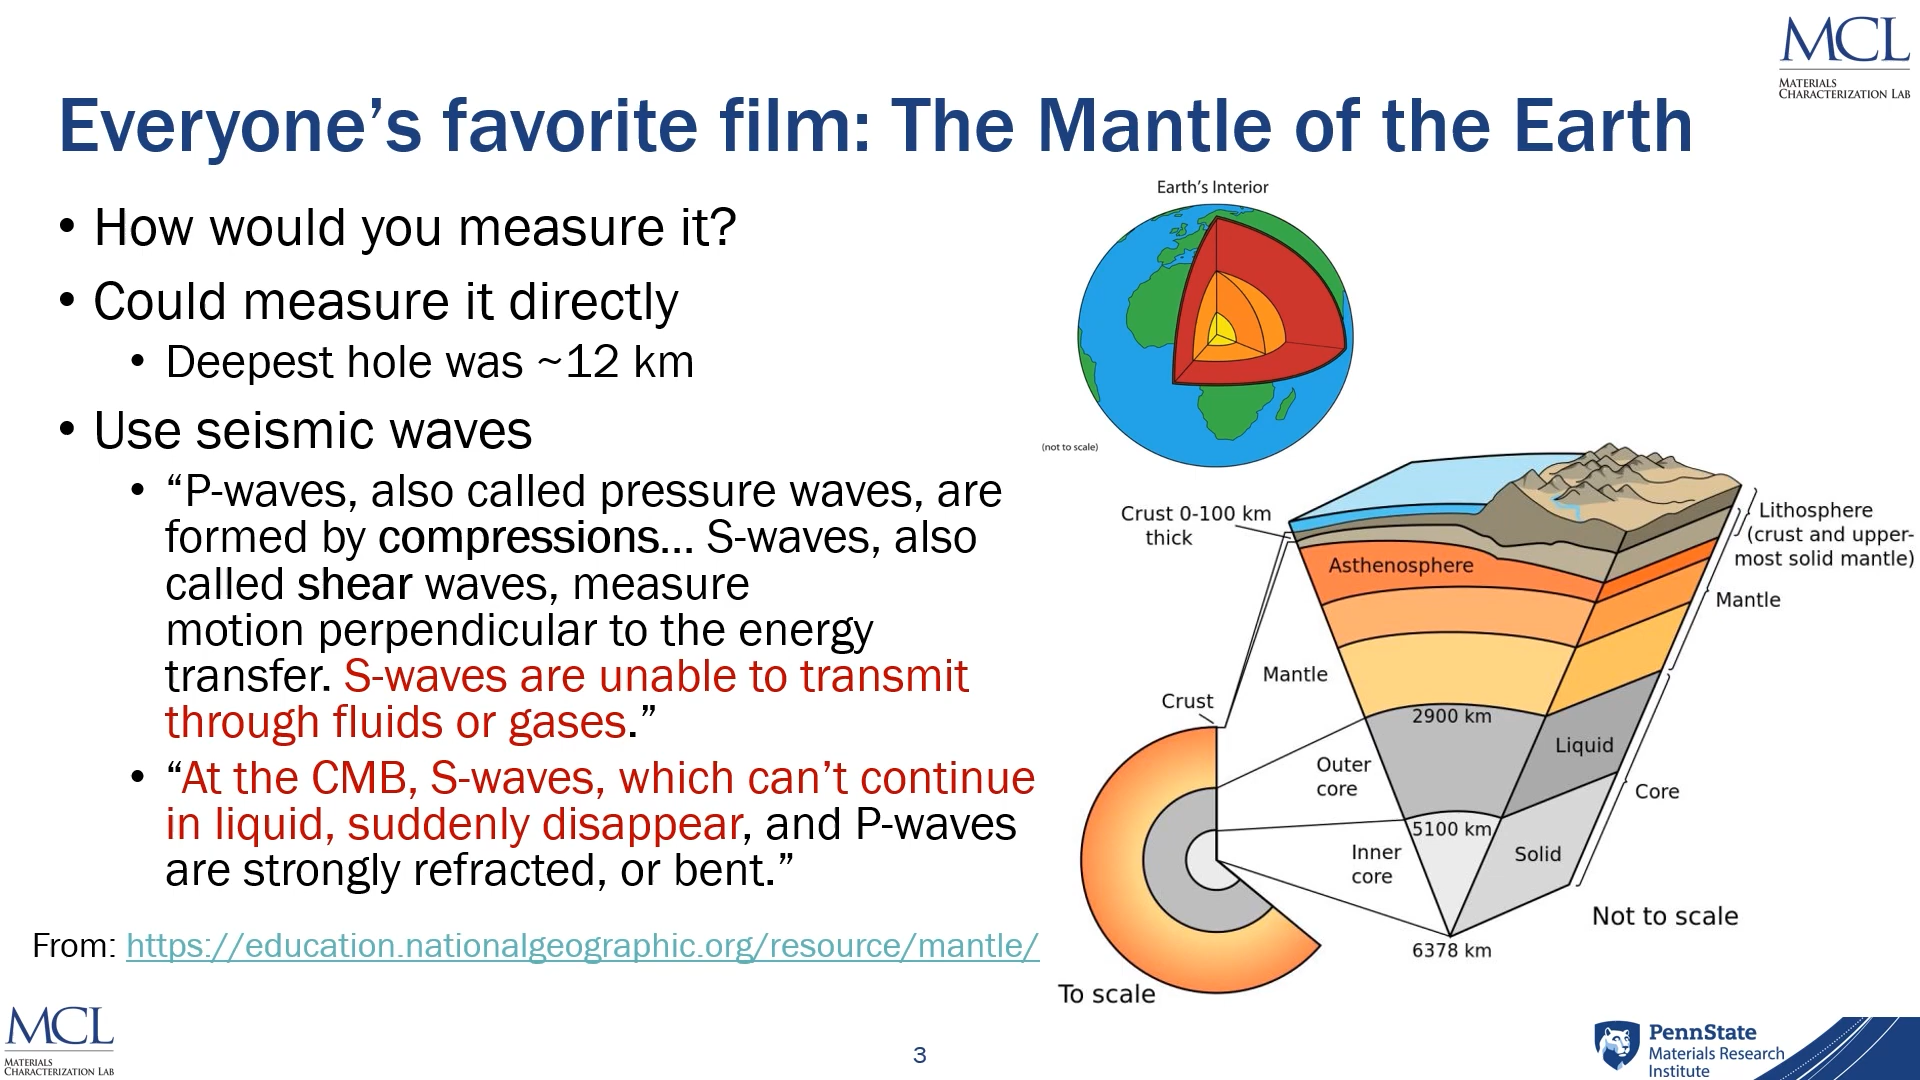 MCL
MATERIALS
CHARACTERIZATION LAB
Everyone’s favorite film: The Mantle of the Earth
• How would you measure it?
• Could measure it directly
• Deepest hole was ~12 km
• Use seismic waves
• “P-waves, also called pressure waves, are
formed by compressions… S-waves, also
called shear waves, measure
motion perpendicular to the energy
transfer. S-waves are unable to transmit
through fluids or gases.”
• “At the CMB, S-waves, which can’t continue
in liquid, suddenly disappear, and P-waves
are strongly refracted, or bent.”
From: https://education.nationalgeographic.org/resource/mantle/
Earth’s Interior
(not to scale)
Crust 0-100 km
thick
Asthenosphere
Lithosphere
(crust and upper-
most solid mantle)
Mantle
Mantle
Crust
2900 km
Liquid
Outer
core
Core
5100 km
Inner
core
Solid
Not to scale
6378 km
To scale
MCL
MATERIALS
CHARACTERIZATION LAB
3
PennState
Materials Research
Institute